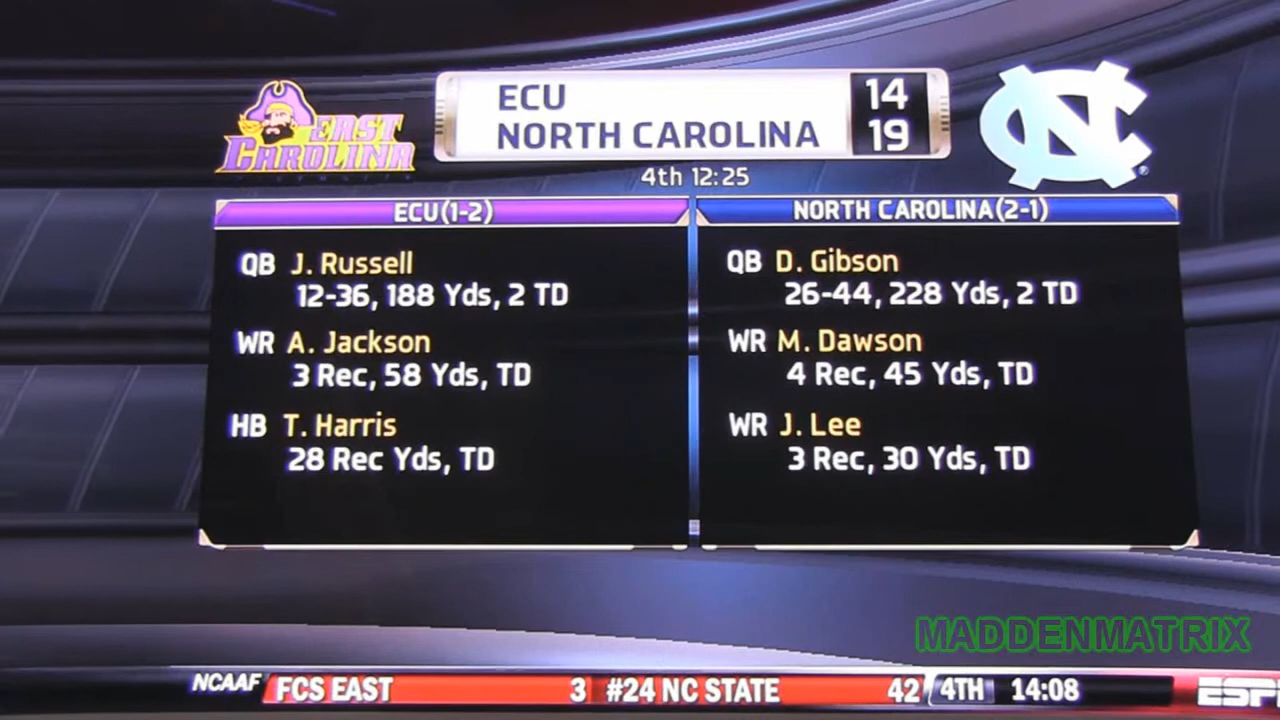 EAST
CAROLINA
ECU 14
NORTH CAROLINA 19
4th 12:25
NC
®
ECU(1-2)
QB J. Russell
12-36, 188 Yds, 2 TD
WR A. Jackson
3 Rec, 58 Yds, TD
HB T. Harris
28 Rec Yds, TD
NORTH CAROLINA(2-1)
QB D. Gibson
26-44, 228 Yds, 2 TD
WR M. Dawson
4 Rec, 45 Yds, TD
WR J. Lee
3 Rec, 30 Yds, TD
MADDENMATRIX
NCAAF FCS EAST 3 #24 NC STATE 42 4TH 14:08 ESP